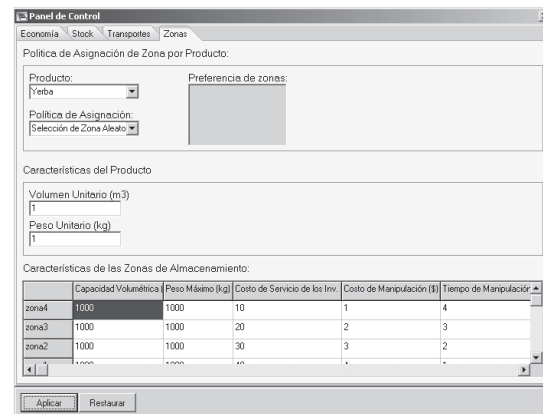 Panel de Control
Economía Stock Transportes Zonas
Política de Asignación de Zona por Producto:
Producto: Preferencia de zonas:
Yerba
Política de Asignación:
Selección de Zona Aleato
Características del Producto
Volumen Unitario (m3)
1
Peso Unitario (kg)
1
Características de las Zonas de Almacenamiento:
Capacidad Volumétrica ( Peso Máximo (kg) Costo de Servicio de los Inv. Costo de Manipulación ($) Tiempo de Manipulación
zona4 1000 1000 10 1 4
zona3 1000 1000 20 2 3
zona2 1000 1000 30 3 2
Aplicar Restaurar